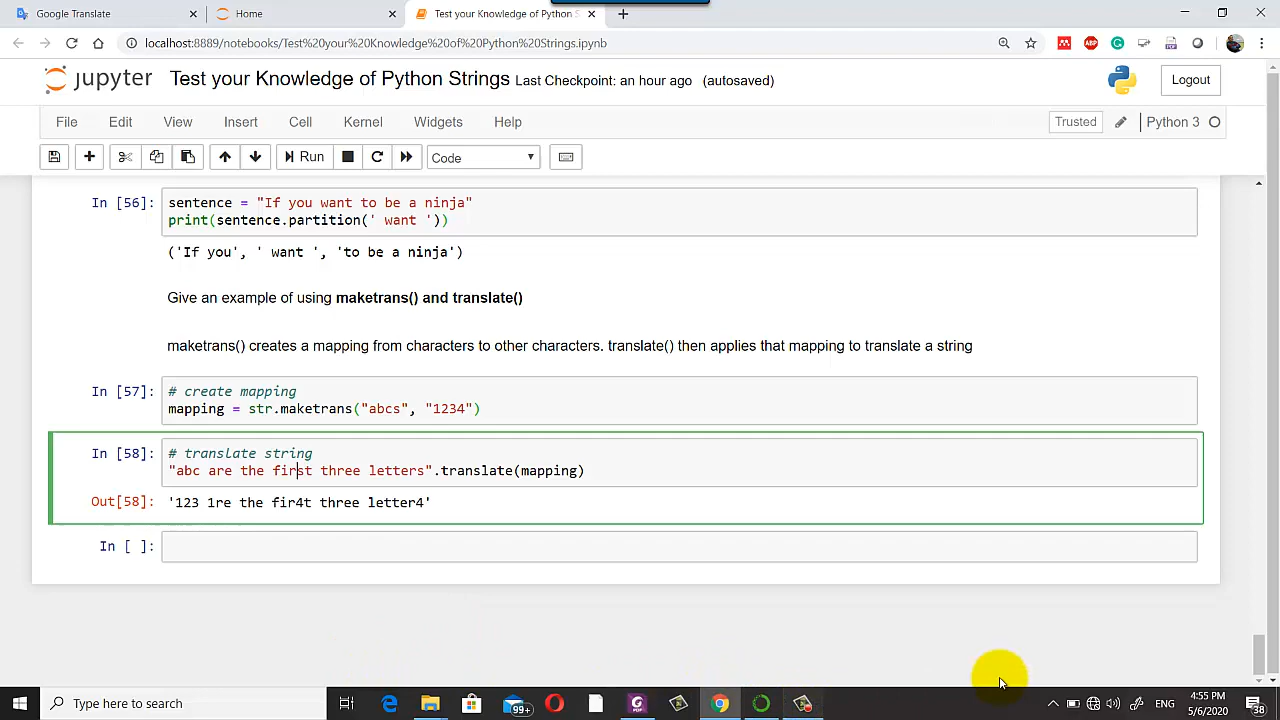 Google Translate
Home
Test your Knowledge of Python S
localhost:8889/notebooks/Test%20your%20Knowledge%20of%20Python%20Strings.ipynb
ABP
jupyter Test your Knowledge of Python Strings Last Checkpoint: an hour ago (autosaved)
Logout
File Edit View Insert Cell Kernel Widgets Help
Trusted Python 3
Run Code
In [56]: sentence = "If you want to be a ninja"
print(sentence.partition(' want '))
('If you', ' want ', 'to be a ninja')
Give an example of using maketrans() and translate()
maketrans() creates a mapping from characters to other characters. translate() then applies that mapping to translate a string
In [57]: # create mapping
mapping = str.maketrans("abcs", "1234")
In [58]: # translate string
"abc are the first three letters".translate(mapping)
Out[58]: '123 1re the fir4t three letter4'
In [ ]:
Type here to search
99+
ENG
4:55 PM
5/6/2020
38